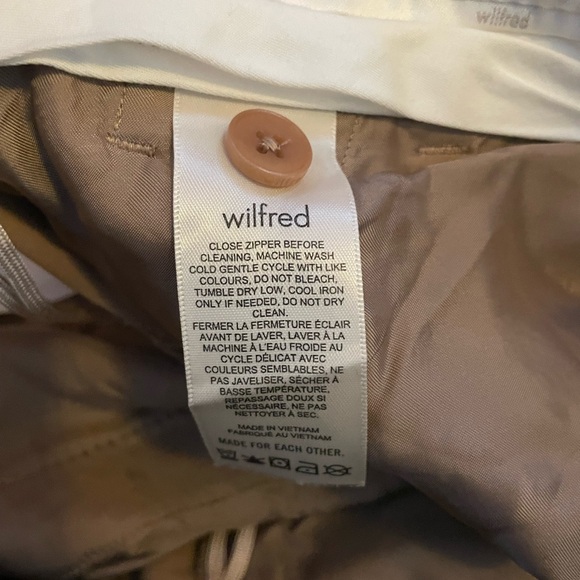 wilfred
wilfred
CLOSE ZIPPER BEFORE
CLEANING, MACHINE WASH
COLD GENTLE CYCLE WITH LIKE
COLOURS, DO NOT BLEACH,
TUMBLE DRY LOW, COOL IRON
ONLY IF NEEDED, DO NOT DRY
CLEAN.
FERMER LA FERMETURE ÉCLAIR
AVANT DE LAVER, LAVER À LA
MACHINE À L'EAU FROIDE AU
CYCLE DÉLICAT AVEC
COULEURS SEMBLABLES, NE
PAS JAVELISER, SÉCHER À
BASSE TEMPÉRATURE,
REPASSAGE DOUX SI
NÉCESSAIRE, NE PAS
NETTOYER À SEC.
MADE IN VIETNAM
FABRIQUÉ AU VIETNAM
MADE FOR EACH OTHER.